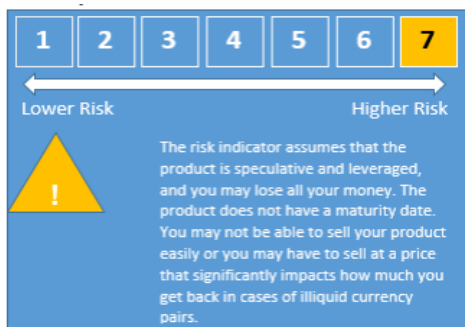 1 2 3 4 5 6 7
Lower Risk Higher Risk
!
The risk indicator assumes that the
product is speculative and leveraged,
and you may lose all your money. The
product does not have a maturity date.
You may not be able to sell your product
easily or you may have to sell at a price
that significantly impacts how much you
get back in cases of illiquid currency
pairs.